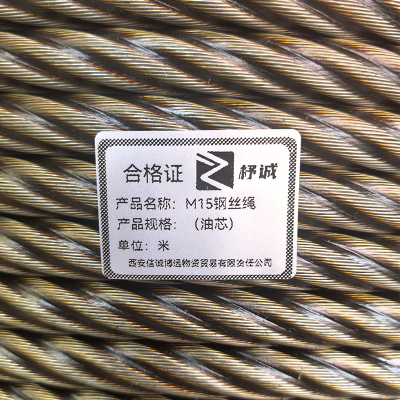 合格证 杼诚
产品名称：M15钢丝绳
产品规格：（油芯）
单位：米
西安信诚博远物资贸易有限责任公司